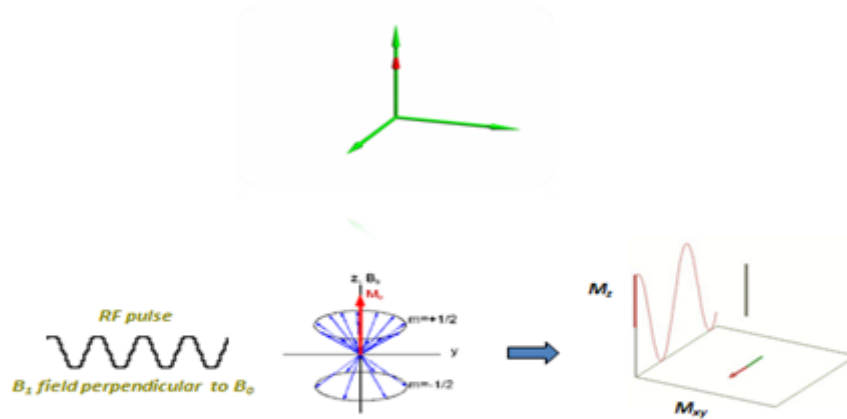 z, B₀
M₀
m=+1/2
y
m=-1/2
RF pulse
B₁ field perpendicular to B₀
M_z
M_xy